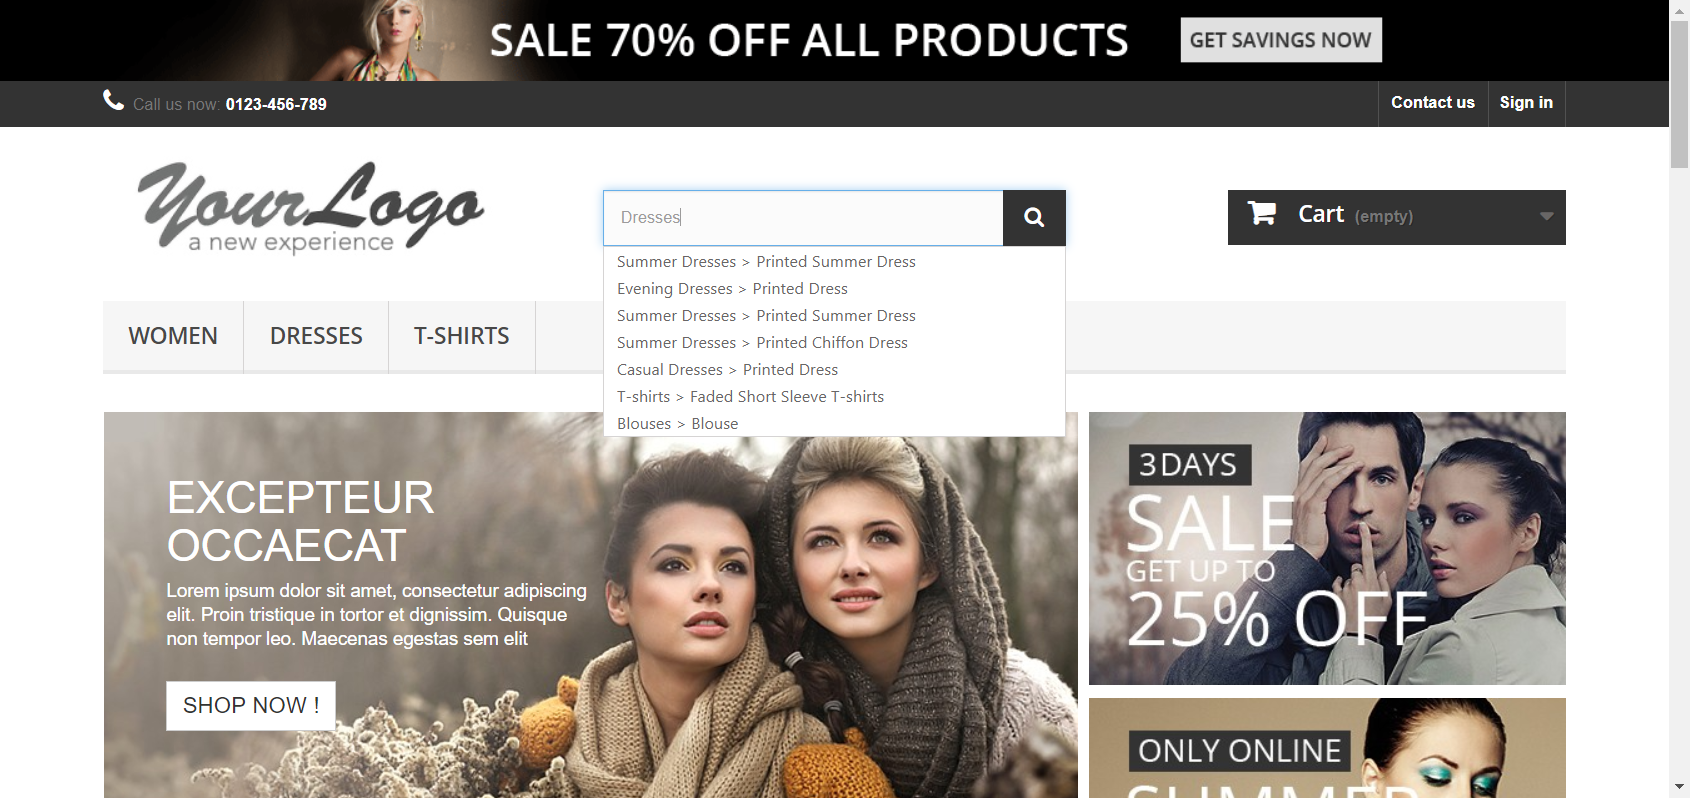 SALE 70% OFF ALL PRODUCTS
GET SAVINGS NOW
Call us now: 0123-456-789
Contact us
Sign in
YourLogo
a new experience
Dresses
Cart (empty)
Summer Dresses > Printed Summer Dress
Evening Dresses > Printed Dress
Summer Dresses > Printed Summer Dress
Summer Dresses > Printed Chiffon Dress
Casual Dresses > Printed Dress
T-shirts > Faded Short Sleeve T-shirts
Blouses > Blouse
WOMEN
DRESSES
T-SHIRTS
EXCEPTEUR
OCCAECAT
Lorem ipsum dolor sit amet, consectetur adipiscing
elit. Proin tristique in tortor et dignissim. Quisque
non tempor leo. Maecenas egestas sem elit
SHOP NOW !
3 DAYS
SALE
GET UP TO
25% OFF
ONLY ONLINE
SUMMER